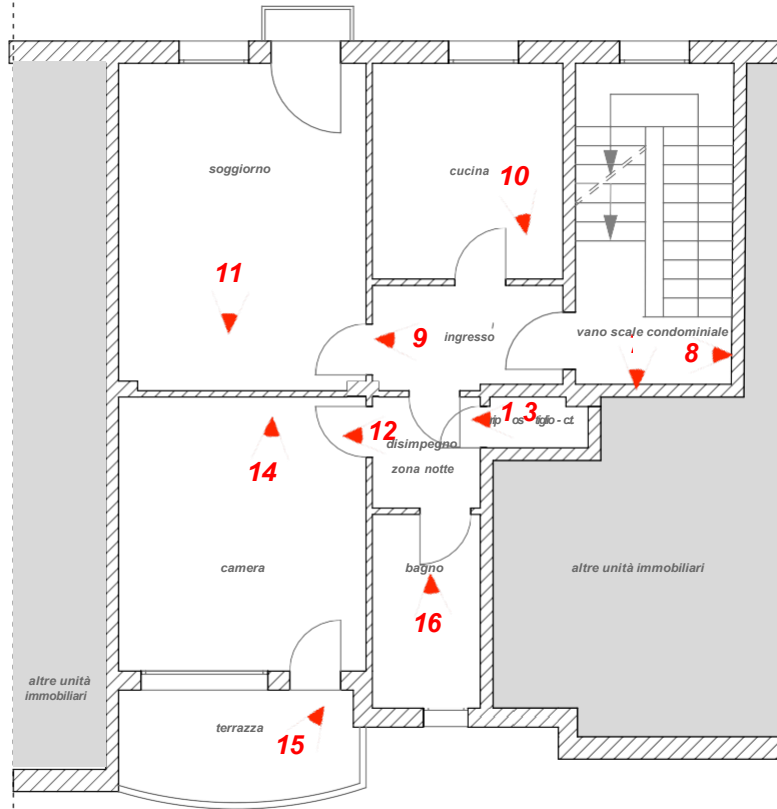 soggiorno
cucina
10
11
9
ingresso
vano scale condominiale
8
1 3
12
disimpegno
zona notte
14
camera
bagno
altre unità immobiliari
16
altre unità
immobiliari
terrazza
15